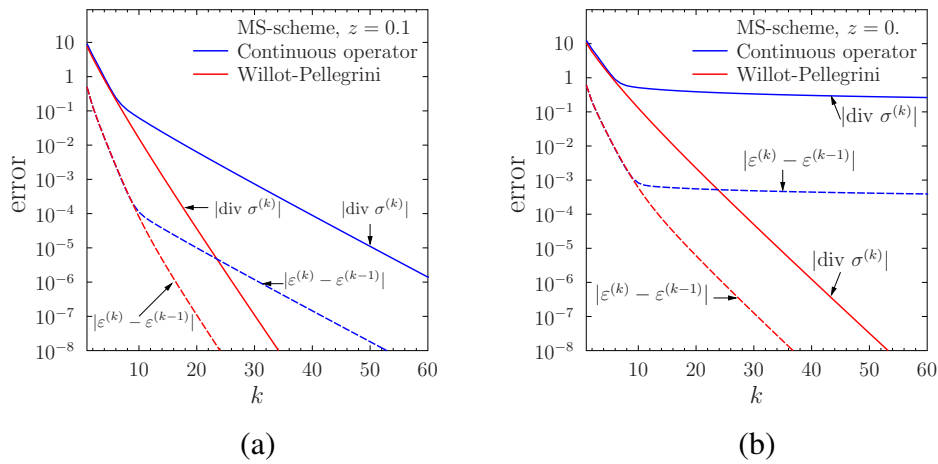 MS-scheme, z = 0.1
Continuous operator
Willot-Pellegrini
error
10
1
10⁻¹
10⁻²
10⁻³
10⁻⁴
10⁻⁵
10⁻⁶
10⁻⁷
10⁻⁸
|div σ⁽ᵏ⁾|
|div σ⁽ᵏ⁾|
|ε⁽ᵏ⁾ − ε⁽ᵏ⁻¹⁾|
|ε⁽ᵏ⁾ − ε⁽ᵏ⁻¹⁾|
10 20 30 40 50 60
k
(a)
MS-scheme, z = 0.
Continuous operator
Willot-Pellegrini
error
10
1
10⁻¹
10⁻²
10⁻³
10⁻⁴
10⁻⁵
10⁻⁶
10⁻⁷
10⁻⁸
|div σ⁽ᵏ⁾|
|ε⁽ᵏ⁾ − ε⁽ᵏ⁻¹⁾|
|div σ⁽ᵏ⁾|
|ε⁽ᵏ⁾ − ε⁽ᵏ⁻¹⁾|
10 20 30 40 50 60
k
(b)